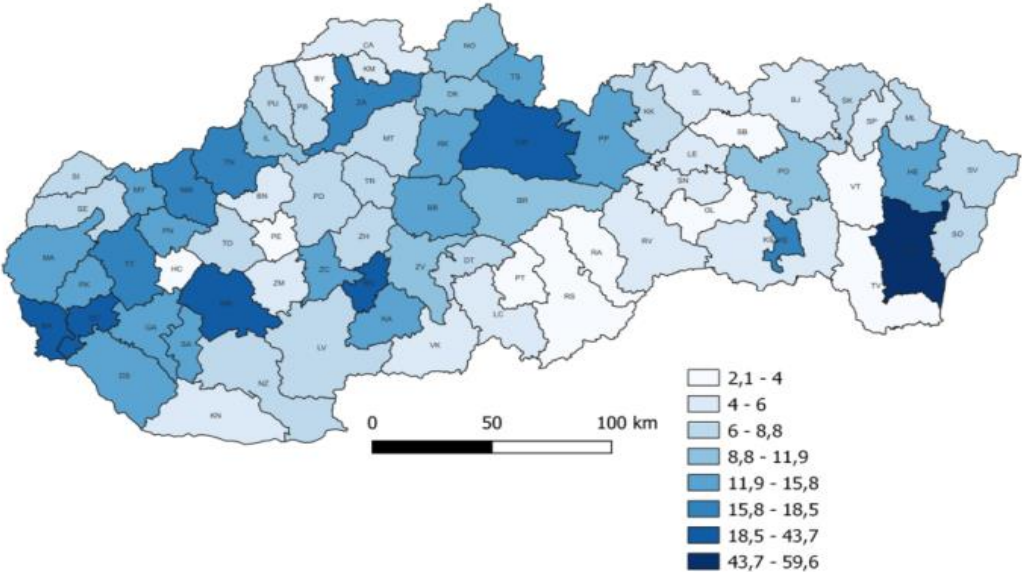 CA
NO
KM
BY
TS
ZA
DK
PU
PB
KK
SL
BJ
SK
SP
ML
SB
IL
MT
RK
PP
LE
TN
SI
MY
NM
BN
PD
TR
SN
PO
VT
HE
SV
SE
PN
BB
BR
GL
PE
TO
ZH
RV
KS
SO
MA
TT
HC
ZM
ZC
ZV
DT
PT
RA
PK
GA
SA
KA
LC
RS
TV
LV
VK
DS
NZ
KN
0 50 100 km
2,1 - 4
4 - 6
6 - 8,8
8,8 - 11,9
11,9 - 15,8
15,8 - 18,5
18,5 - 43,7
43,7 - 59,6